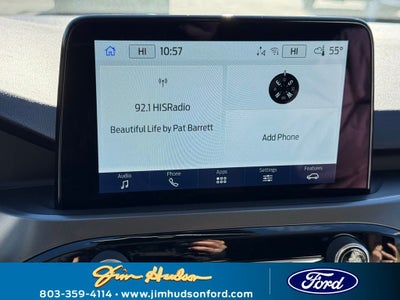 HI 10:57 HI 55°
92.1 HISRadio
Beautiful Life by Pat Barrett
Add Phone
Audio Phone Apps Settings Features
Jim Hudson
803-359-4114 • www.jimhudsonford.com
Ford